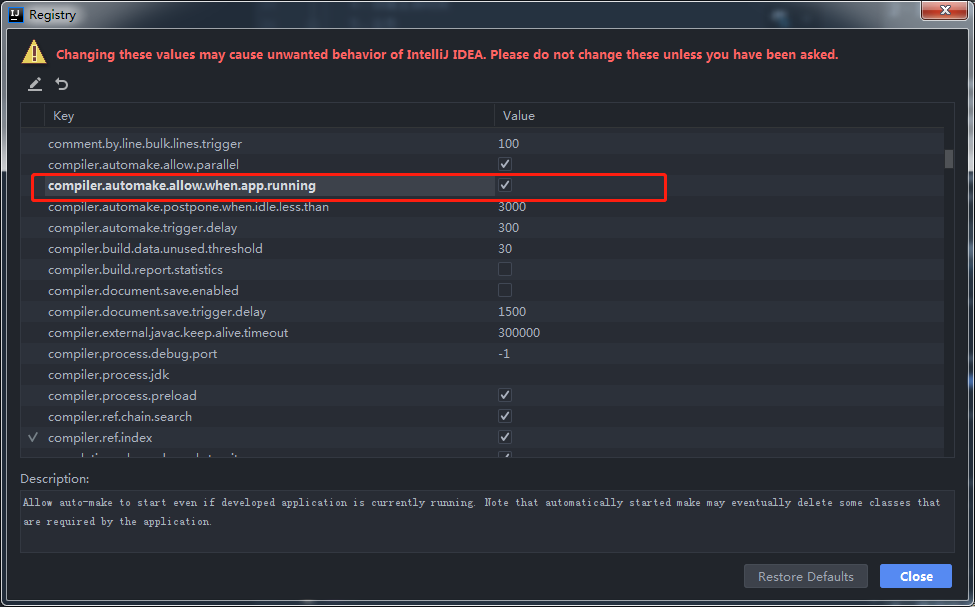 IJ Registry
Changing these values may cause unwanted behavior of IntelliJ IDEA. Please do not change these unless you have been asked.
Key Value
comment.by.line.bulk.lines.trigger 100
compiler.automake.allow.parallel
compiler.automake.allow.when.app.running
compiler.automake.postpone.when.idle.less.than 3000
compiler.automake.trigger.delay 300
compiler.build.data.unused.threshold 30
compiler.build.report.statistics
compiler.document.save.enabled
compiler.document.save.trigger.delay 1500
compiler.external.javac.keep.alive.timeout 300000
compiler.process.debug.port -1
compiler.process.jdk
compiler.process.preload
compiler.ref.chain.search
compiler.ref.index
Description:
Allow auto-make to start even if developed application is currently running. Note that automatically started make may eventually delete some classes that
are required by the application.
Restore Defaults Close